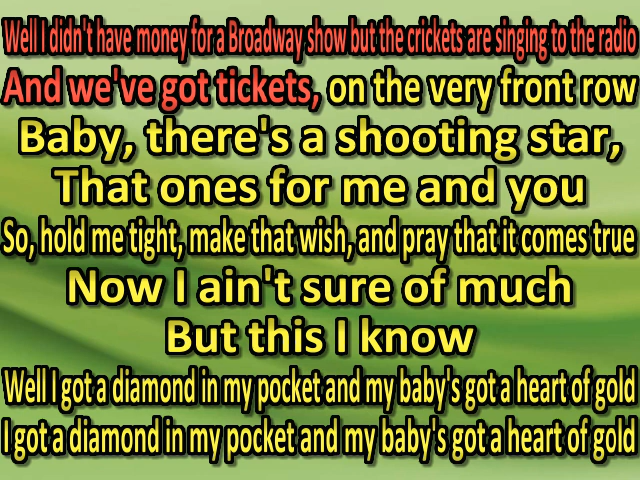 Well I didn't have money for a Broadway show but the crickets are singing to the radio
And we've got tickets, on the very front row
Baby, there's a shooting star,
That ones for me and you
So, hold me tight, make that wish, and pray that it comes true
Now I ain't sure of much
But this I know
Well I got a diamond in my pocket and my baby's got a heart of gold
I got a diamond in my pocket and my baby's got a heart of gold